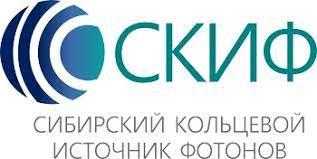 СКИФ
СИБИРСКИЙ КОЛЬЦЕВОЙ
ИСТОЧНИК ФОТОНОВ